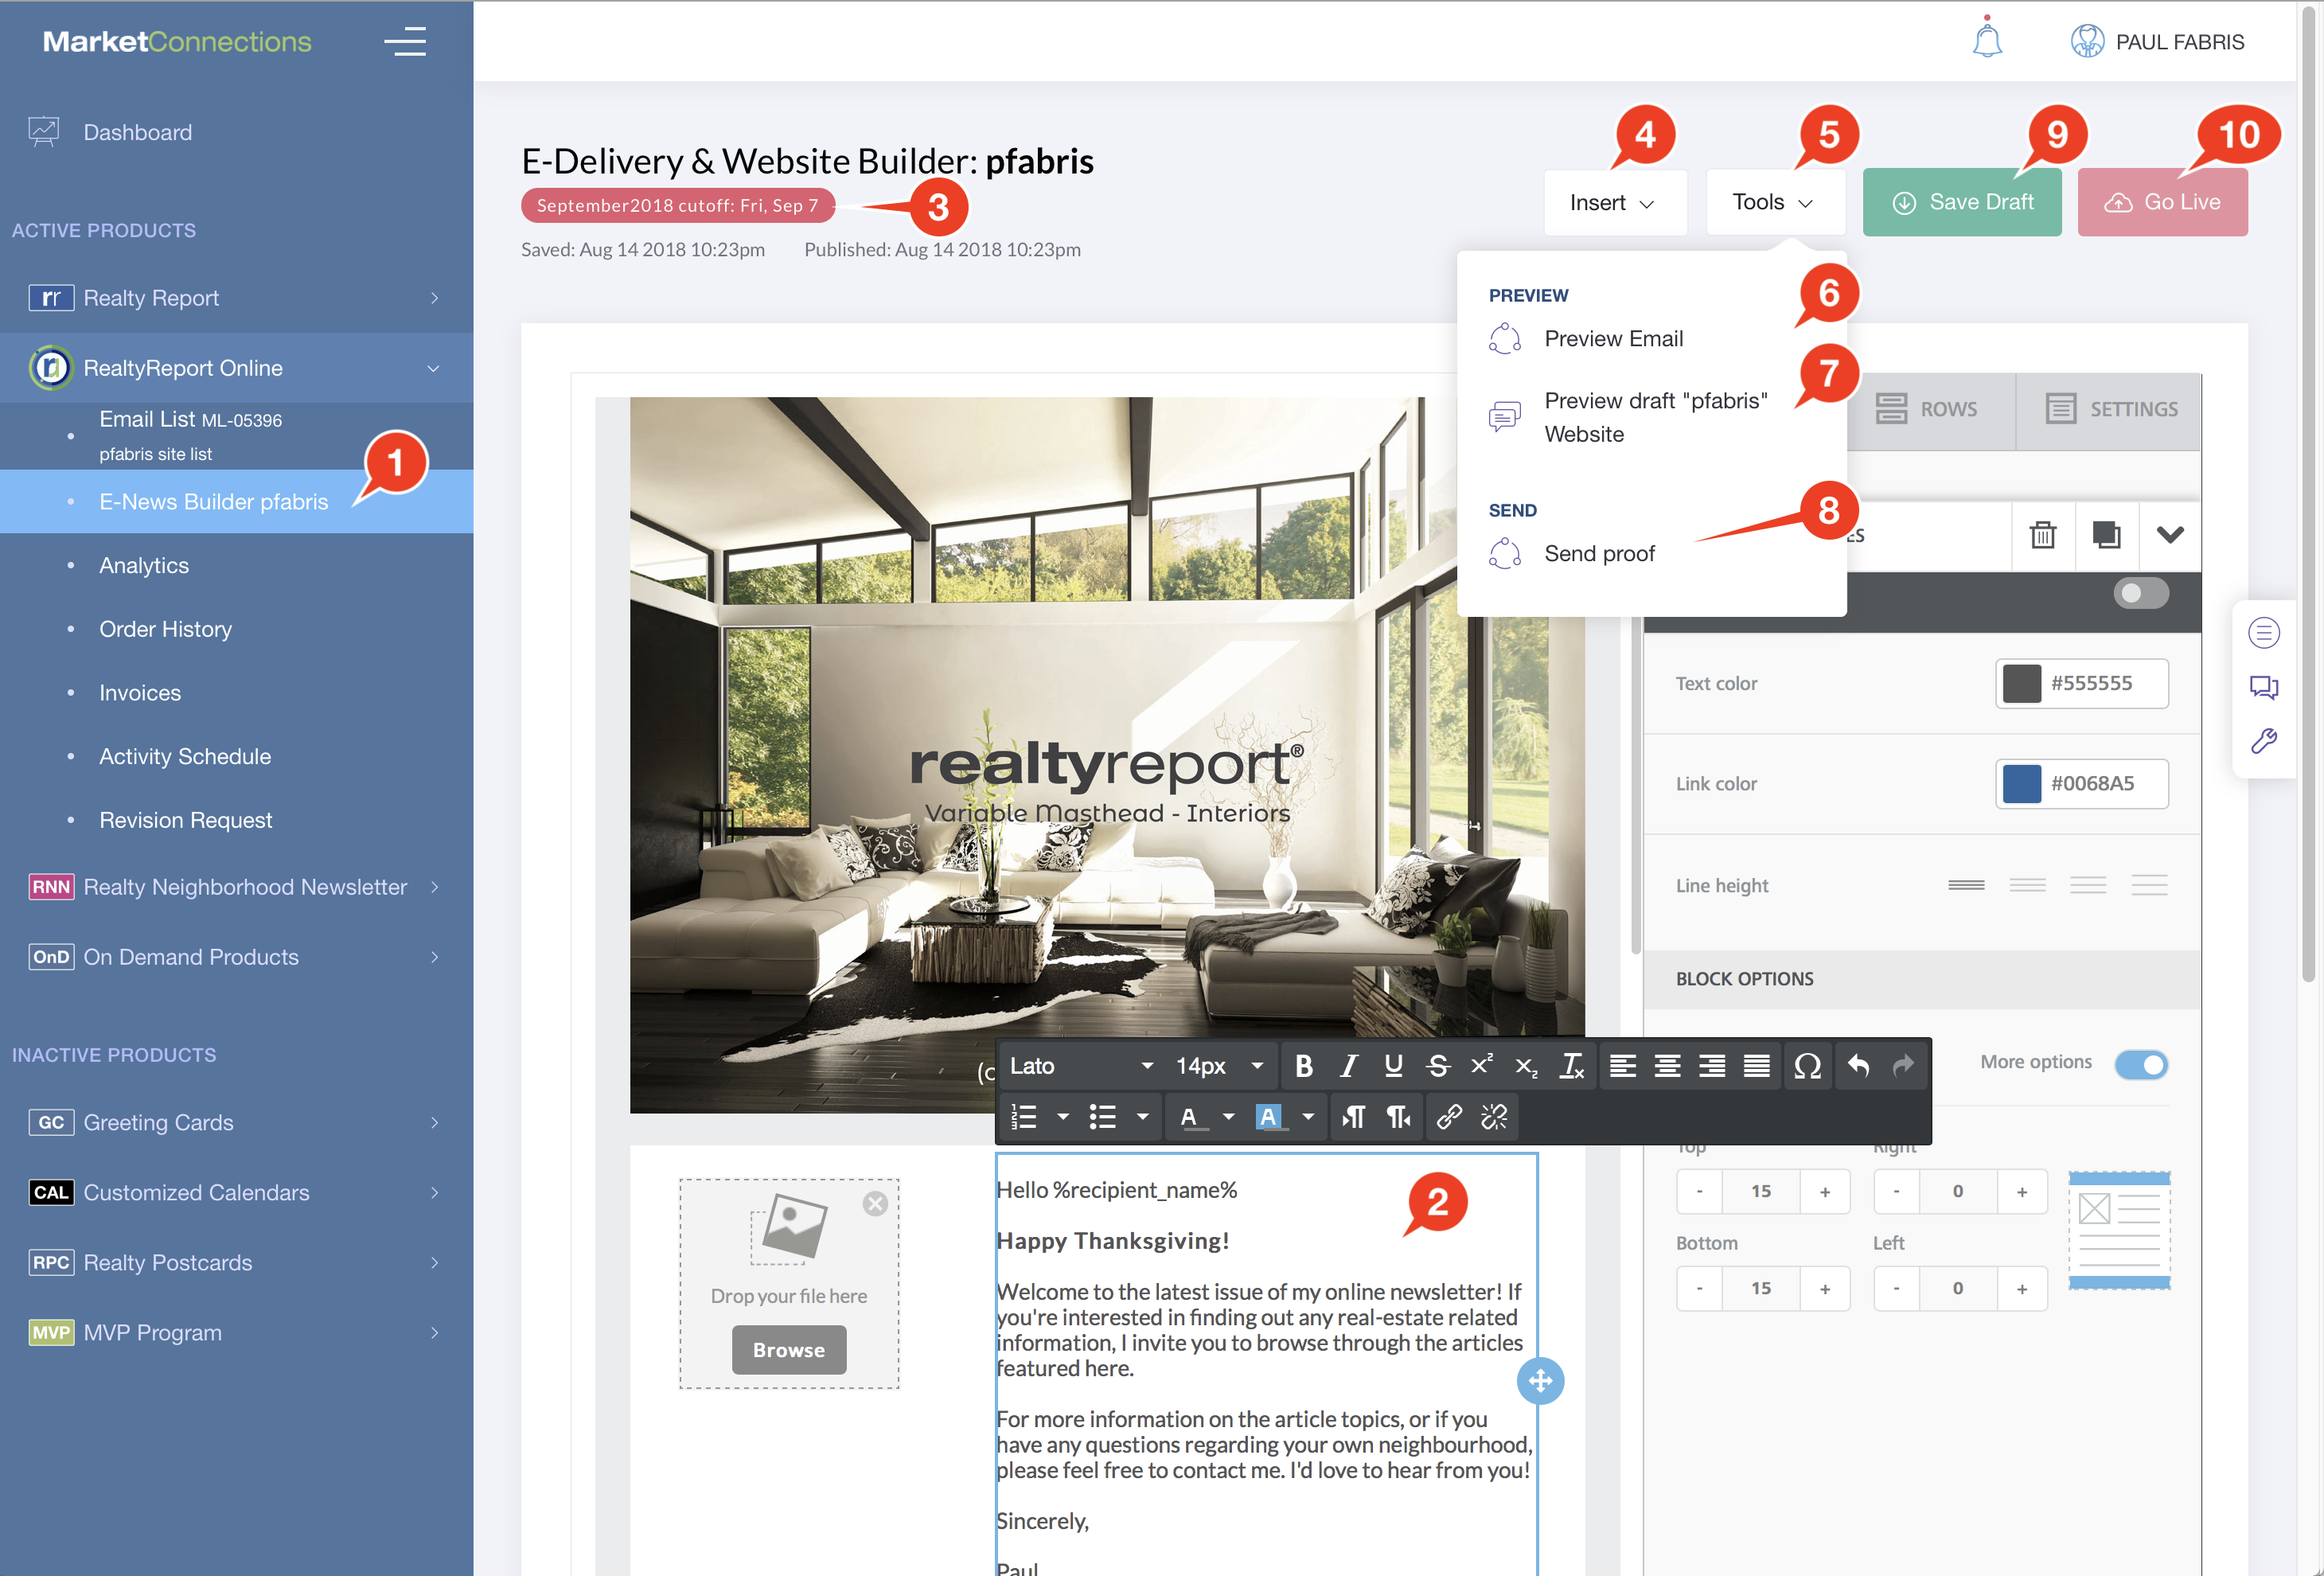 MarketConnections
PAUL FABRIS
Dashboard
ACTIVE PRODUCTS
rr Realty Report
RealtyReport Online
Email List ML-05396
pfabris site list
1
E-News Builder pfabris
Analytics
Order History
Invoices
Activity Schedule
Revision Request
RNN Realty Neighborhood Newsletter
OnD On Demand Products
INACTIVE PRODUCTS
GC Greeting Cards
CAL Customized Calendars
RPC Realty Postcards
MVP MVP Program
E-Delivery & Website Builder: pfabris
September2018 cutoff: Fri, Sep 7
3
Saved: Aug 14 2018 10:23pm Published: Aug 14 2018 10:23pm
4 5 9 10
Insert Tools Save Draft Go Live
PREVIEW
6
Preview Email
7
Preview draft "pfabris"
Website
SEND
8
Send proof
ROWS SETTINGS
ES
Text color #555555
Link color #0068A5
Line height
BLOCK OPTIONS
More options
Top Right
- 15 + - 0 +
Bottom Left
- 15 + - 0 +
realtyreport®
Variable Masthead - Interiors
(c
Lato 14px B I U S x² x₂ Tx Ω
A A
Drop your file here
Browse
2
Hello %recipient_name%
Happy Thanksgiving!
Welcome to the latest issue of my online newsletter! If
you're interested in finding out any real-estate related
information, I invite you to browse through the articles
featured here.
For more information on the article topics, or if you
have any questions regarding your own neighbourhood,
please feel free to contact me. I'd love to hear from you!
Sincerely,
Paul